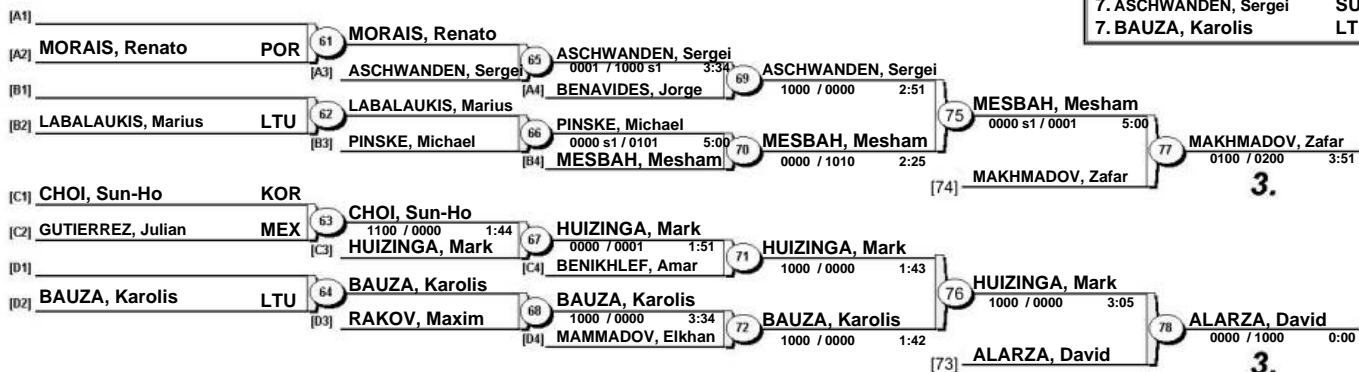 7. ASCHWANDEN, Sergei SU
7. BAUZA, Karolis LT
[A1]
[A2] MORAIS, Renato POR
61 MORAIS, Renato
[A3] ASCHWANDEN, Sergei
65 ASCHWANDEN, Sergei
0001 / 1000 s1 3:34
[A4] BENAVIDES, Jorge
69 ASCHWANDEN, Sergei
1000 / 0000 2:51
[B1]
[B2] LABALAUKIS, Marius LTU
62 LABALAUKIS, Marius
[B3] PINSKE, Michael
66 PINSKE, Michael
0000 s1 / 0101 5:00
[B4] MESBAH, Mesham
70 MESBAH, Mesham
0000 / 1010 2:25
75 MESBAH, Mesham
0000 s1 / 0001 5:00
[74] MAKHMADOV, Zafar
77 MAKHMADOV, Zafar
0100 / 0200 3:51
3.
[C1] CHOI, Sun-Ho KOR
[C2] GUTIERREZ, Julian MEX
63 CHOI, Sun-Ho
1100 / 0000 1:44
[C3] HUIZINGA, Mark
67 HUIZINGA, Mark
0000 / 0001 1:51
[C4] BENIKHLEF, Amar
71 HUIZINGA, Mark
1000 / 0000 1:43
[D1]
[D2] BAUZA, Karolis LTU
64 BAUZA, Karolis
[D3] RAKOV, Maxim
68 BAUZA, Karolis
1000 / 0000 3:34
[D4] MAMMADOV, Elkhan
72 BAUZA, Karolis
1000 / 0000 1:42
76 HUIZINGA, Mark
1000 / 0000 3:05
[73] ALARZA, David
78 ALARZA, David
0000 / 1000 0:00
3.